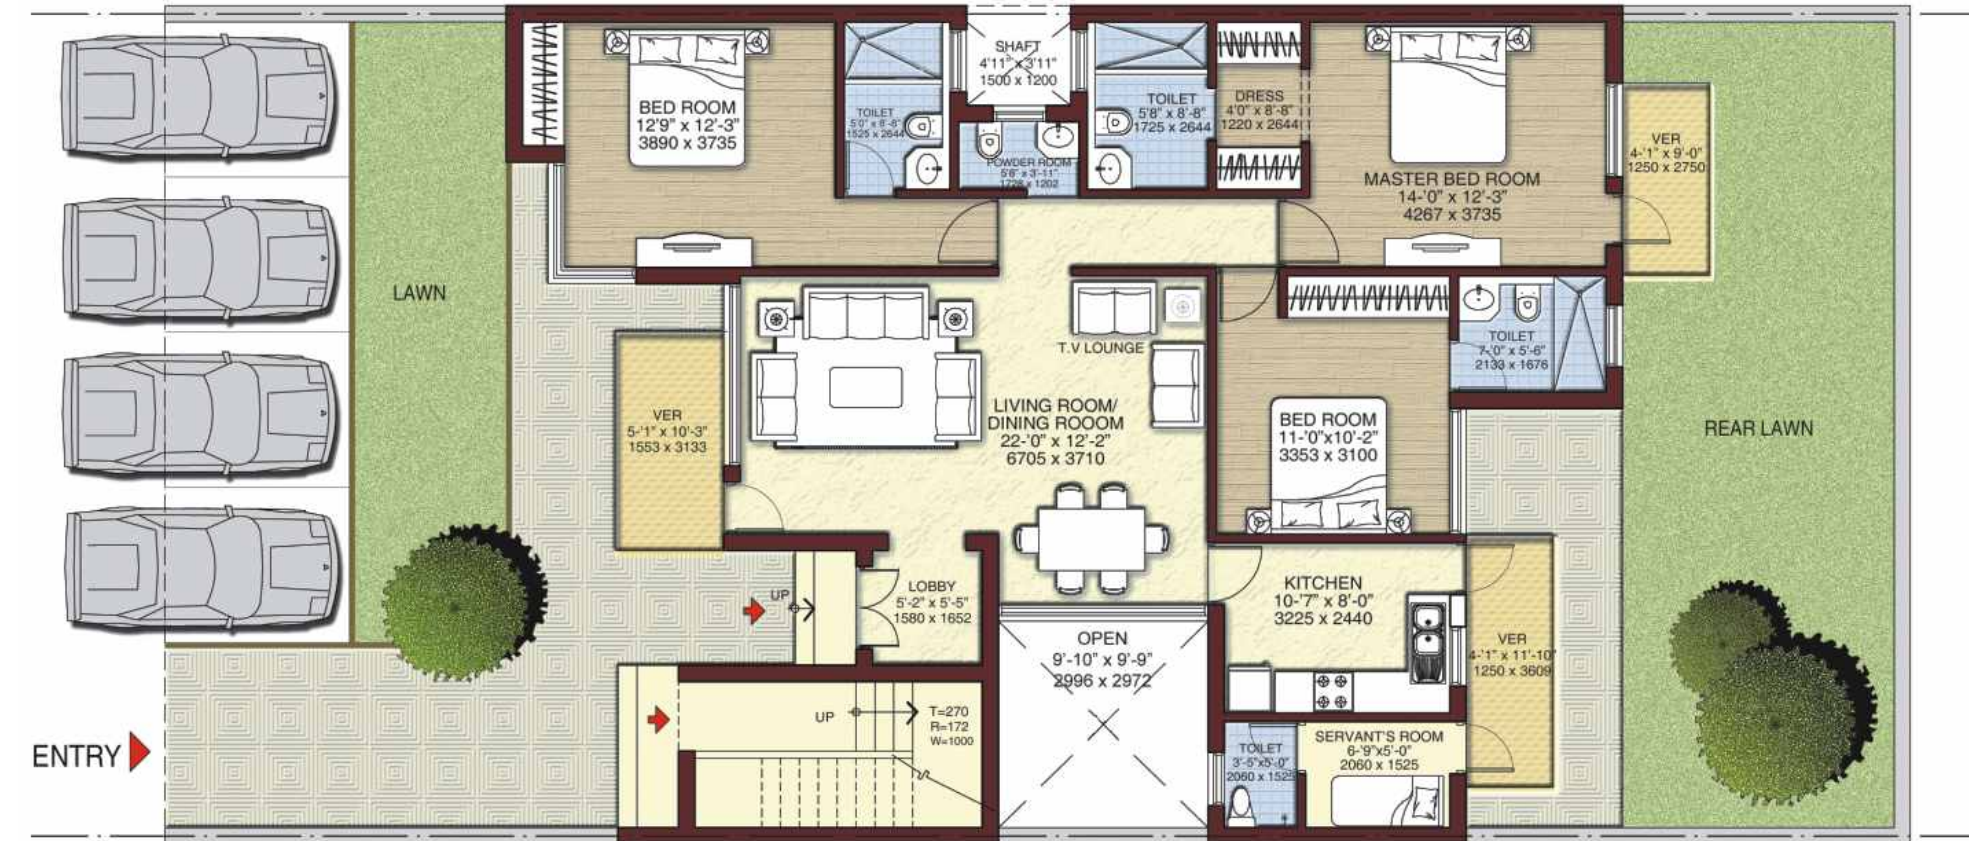 SHAFT
4'11" x 3'11"
1500 x 1200
BED ROOM
12'9" x 12'-3"
3890 x 3735
TOILET
5'0" x 8'-8"
1525 x 2644
POWDER ROOM
5'8" x 3'-11"
1728 x 1202
TOILET
5'8" x 8'-8"
1725 x 2644
DRESS
4'0" x 8'-8"
1220 x 2644
MASTER BED ROOM
14-'0" x 12'-3"
4267 x 3735
VER
4-'1" x 9'-0"
1250 x 2750
LAWN
T.V LOUNGE
TOILET
7-'0" x 5'-6"
2133 x 1676
VER
5-'1" x 10'-3"
1553 x 3133
LIVING ROOM/
DINING ROOOM
22-'0" x 12'-2"
6705 x 3710
BED ROOM
11-'0"x10'-2"
3353 x 3100
REAR LAWN
UP
LOBBY
5'-2" x 5'-5"
1580 x 1652
KITCHEN
10-'7" x 8'-0"
3225 x 2440
OPEN
9'-10" x 9'-9"
2996 x 2972
VER
4-'1" x 11'-10"
1250 x 3609
UP
T=270
R=172
W=1000
ENTRY
TOILET
3'-5"x5'-0"
2060 x 1525
SERVANT'S ROOM
6-'9"x5'-0"
2060 x 1525